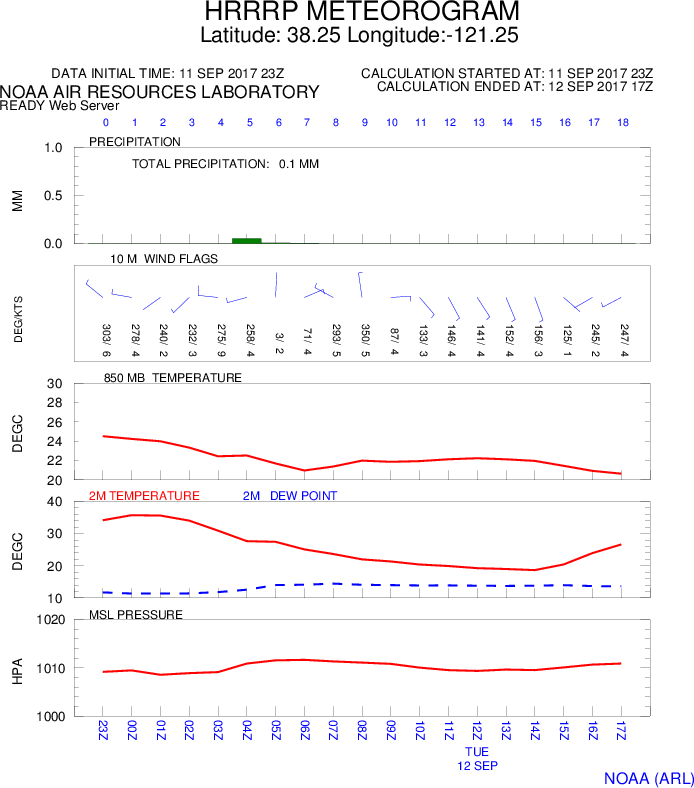 HRRRP METEOROGRAM
Latitude: 38.25 Longitude:-121.25
DATA INITIAL TIME: 11 SEP 2017 23Z
CALCULATION STARTED AT: 11 SEP 2017 23Z
CALCULATION ENDED AT: 12 SEP 2017 17Z
NOAA AIR RESOURCES LABORATORY
READY Web Server
0 1 2 3 4 5 6 7 8 9 10 11 12 13 14 15 16 17 18
PRECIPITATION
TOTAL PRECIPITATION: 0.1 MM
MM
1.0
0.5
0.0
10 M WIND FLAGS
DEG/KTS
303/ 6 278/ 4 240/ 2 232/ 3 275/ 9 258/ 4 3/ 2 71/ 4 293/ 5 350/ 5 87/ 4 133/ 3 146/ 4 141/ 4 152/ 4 156/ 3 125/ 1 245/ 2 247/ 4
850 MB TEMPERATURE
DEGC
30
28
26
24
22
20
2M TEMPERATURE 2M DEW POINT
DEGC
40
30
20
10
MSL PRESSURE
HPA
1020
1010
1000
23Z 00Z 01Z 02Z 03Z 04Z 05Z 06Z 07Z 08Z 09Z 10Z 11Z 12Z 13Z 14Z 15Z 16Z 17Z
TUE
12 SEP
NOAA (ARL)